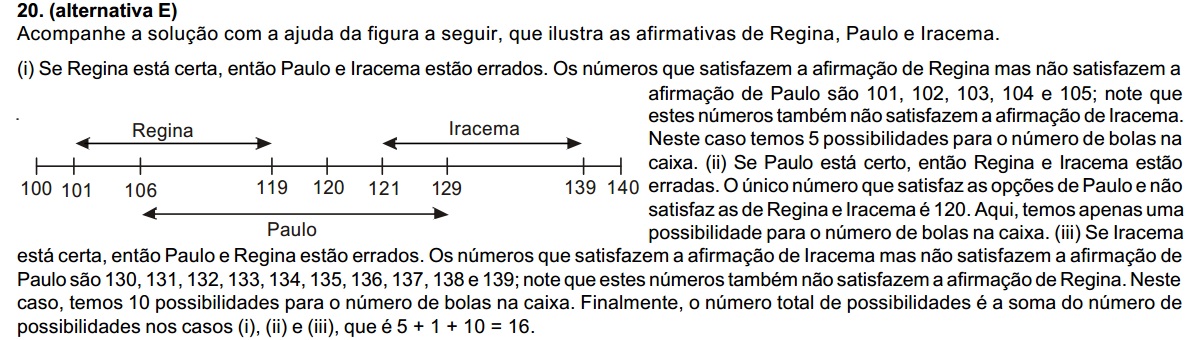 20. (alternativa E)
Acompanhe a solução com a ajuda da figura a seguir, que ilustra as afirmativas de Regina, Paulo e Iracema.
(i) Se Regina está certa, então Paulo e Iracema estão errados. Os números que satisfazem a afirmação de Regina mas não satisfazem a
afirmação de Paulo são 101, 102, 103, 104 e 105; note que
estes números também não satisfazem a afirmação de Iracema.
Neste caso temos 5 possibilidades para o número de bolas na
caixa. (ii) Se Paulo está certo, então Regina e Iracema estão
erradas. O único número que satisfaz as opções de Paulo e não
satisfaz as de Regina e Iracema é 120. Aqui, temos apenas uma
possibilidade para o número de bolas na caixa. (iii) Se Iracema
Regina Iracema
100 101 106 119 120 121 129 139 140
Paulo
está certa, então Paulo e Regina estão errados. Os números que satisfazem a afirmação de Iracema mas não satisfazem a afirmação de
Paulo são 130, 131, 132, 133, 134, 135, 136, 137, 138 e 139; note que estes números também não satisfazem a afirmação de Regina. Neste
caso, temos 10 possibilidades para o número de bolas na caixa. Finalmente, o número total de possibilidades é a soma do número de
possibilidades nos casos (i), (ii) e (iii), que é 5 + 1 + 10 = 16.